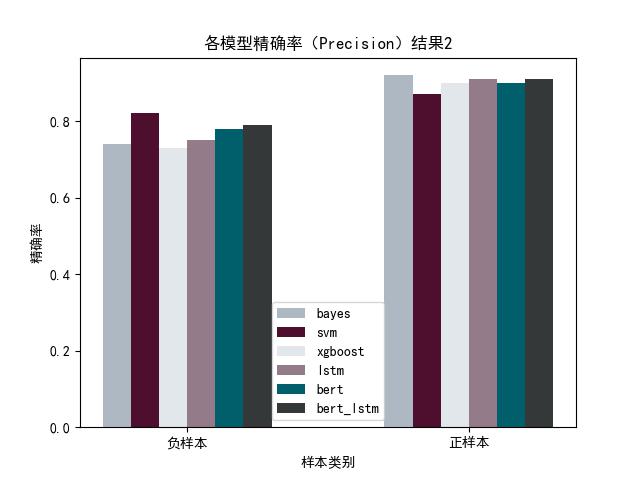 各模型精确率（Precision）结果2
精确率
0.8
0.6
0.4
0.2
0.0
bayes
svm
xgboost
lstm
bert
bert_lstm
负样本
正样本
样本类别